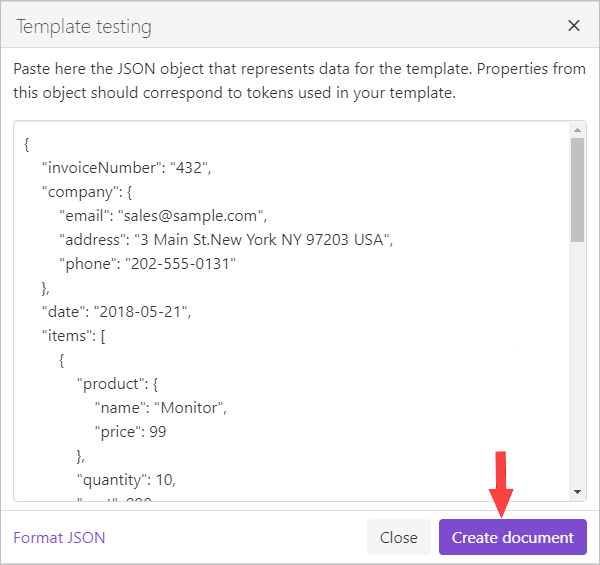 Template testing
Paste here the JSON object that represents data for the template. Properties from
this object should correspond to tokens used in your template.
{
"invoiceNumber": "432",
"company": {
"email": "sales@sample.com",
"address": "3 Main St.New York NY 97203 USA",
"phone": "202-555-0131"
},
"date": "2018-05-21",
"items": [
{
"product": {
"name": "Monitor",
"price": 99
},
"quantity": 10,
Format JSON
Close
Create document